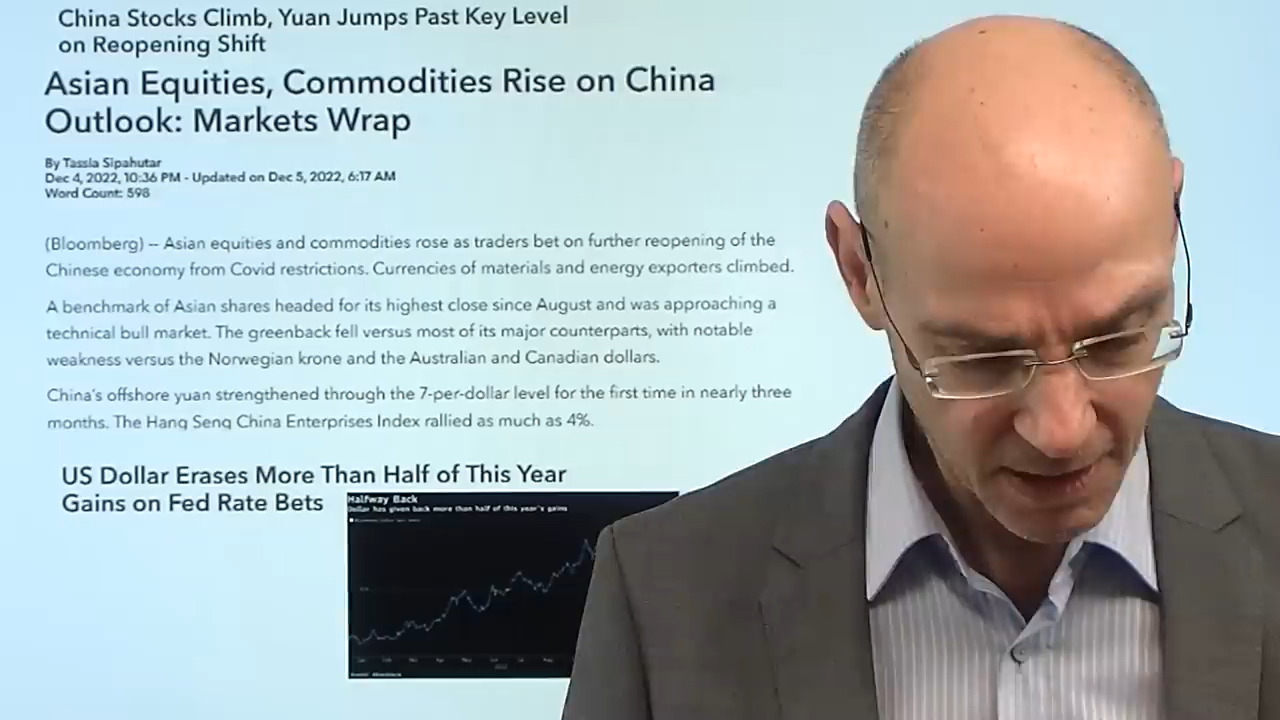 China Stocks Climb, Yuan Jumps Past Key Level
on Reopening Shift
Asian Equities, Commodities Rise on China
Outlook: Markets Wrap
By Tassia Sipahutar
Dec 4, 2022, 10:36 PM - Updated on Dec 5, 2022, 6:17 AM
Word Count: 598
(Bloomberg) -- Asian equities and commodities rose as traders bet on further reopening of the
Chinese economy from Covid restrictions. Currencies of materials and energy exporters climbed.
A benchmark of Asian shares headed for its highest close since August and was approaching a
technical bull market. The greenback fell versus most of its major counterparts, with notable
weakness versus the Norwegian krone and the Australian and Canadian dollars.
China's offshore yuan strengthened through the 7-per-dollar level for the first time in nearly three
months. The Hang Seng China Enterprises Index rallied as much as 4%.
US Dollar Erases More Than Half of This Year
Gains on Fed Rate Bets
Halfway Back
Dollar has given back more than half of this year's gains